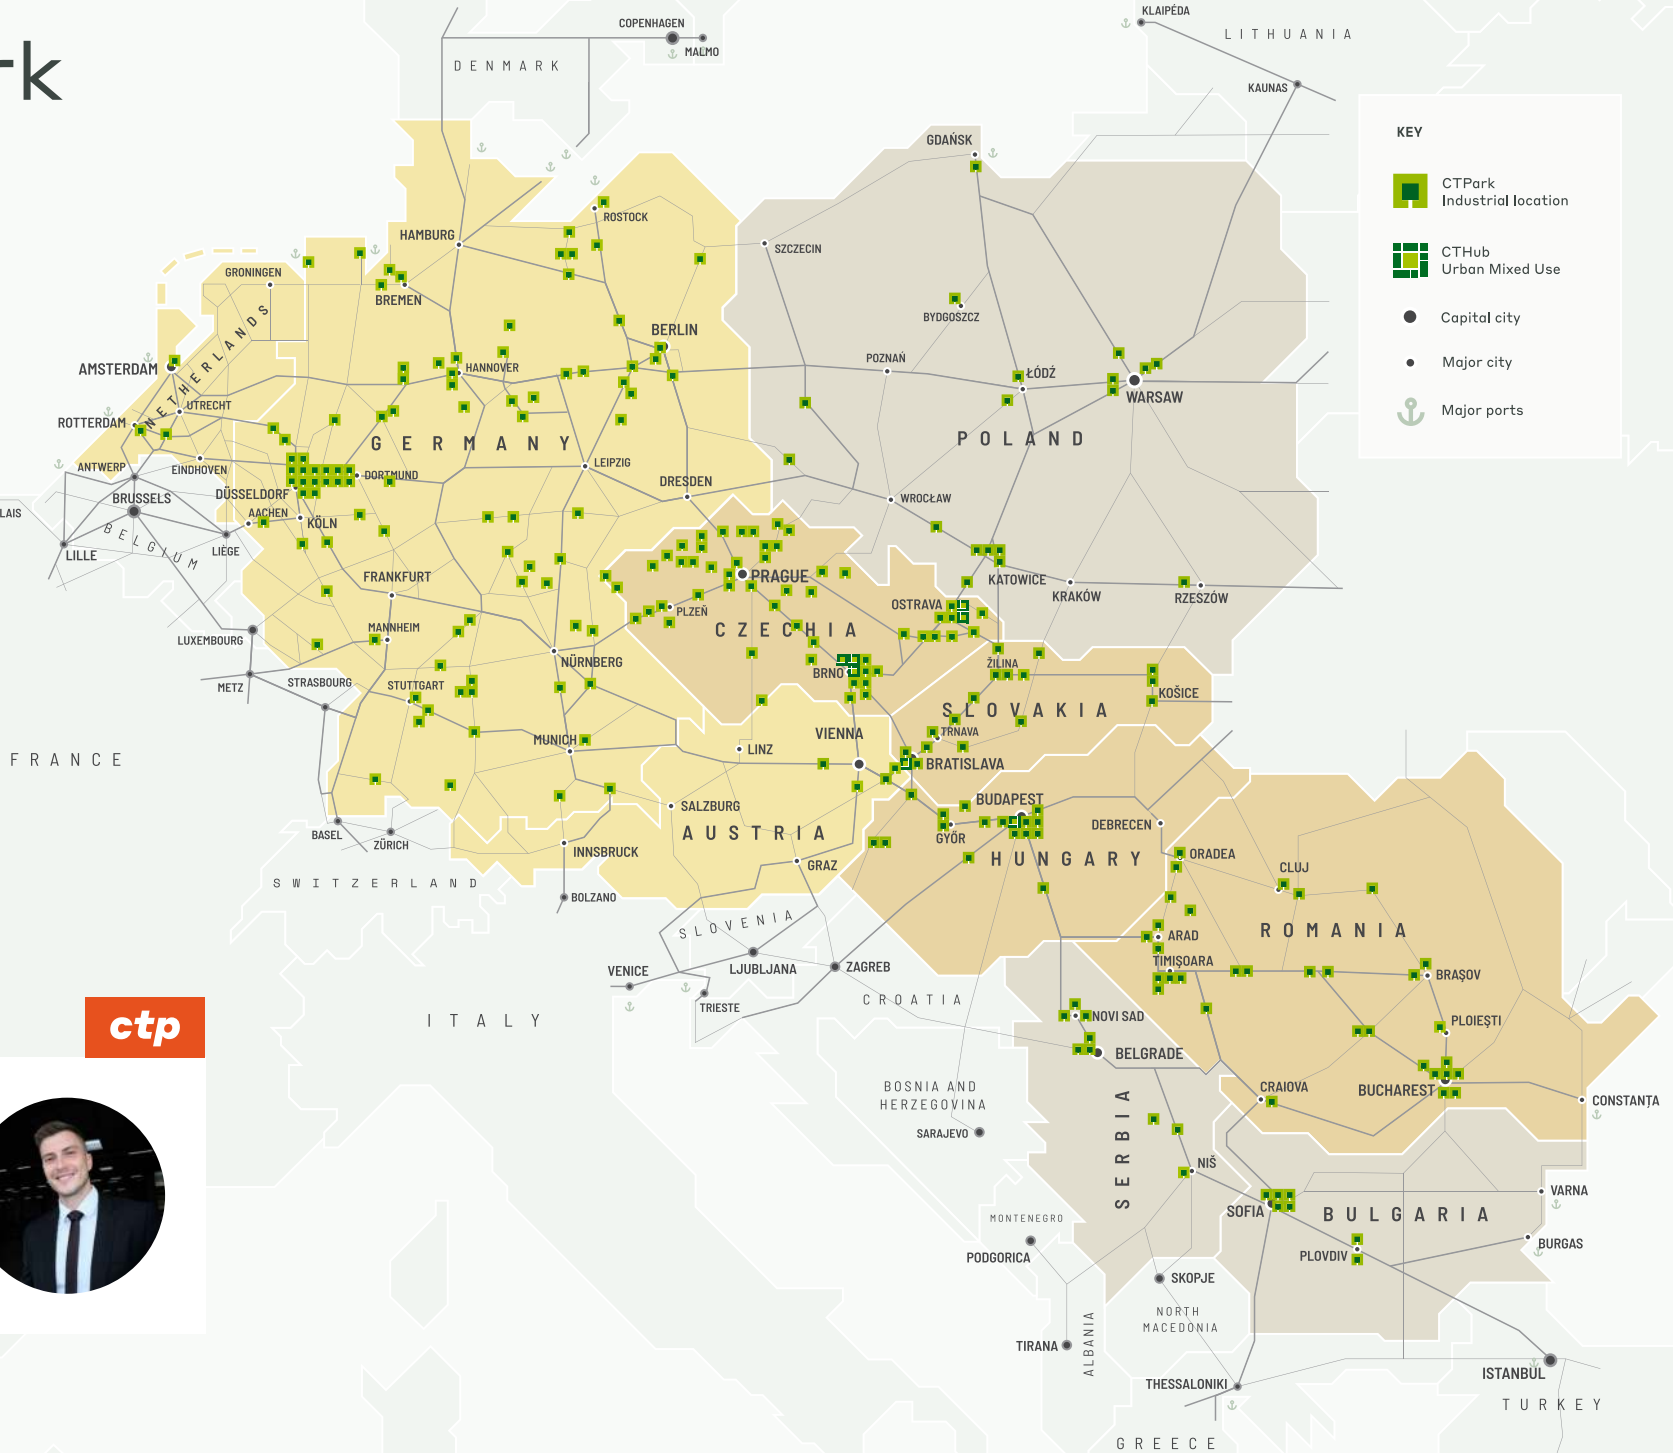 rk
KEY
CTPark
Industrial location
CTHub
Urban Mixed Use
Capital city
Major city
Major ports
KLAIPĖDA
LITHUANIA
KAUNAS
COPENHAGEN
MALMO
DENMARK
GDAŃSK
ROSTOCK
HAMBURG
SZCZECIN
GRONINGEN
BREMEN
BYDGOSZCZ
BERLIN
AMSTERDAM
NETHERLANDS
HANNOVER
POZNAŃ
ŁÓDŹ
WARSAW
UTRECHT
ROTTERDAM
GERMANY
POLAND
ANTWERP
EINDHOVEN
DORTMUND
LEIPZIG
DRESDEN
BRUSSELS
DÜSSELDORF
WROCŁAW
LAIS
AACHEN
KÖLN
BELGIUM
LILLE
LIÈGE
FRANKFURT
PRAGUE
KATOWICE
KRAKÓW
RZESZÓW
OSTRAVA
PLZEŇ
CZECHIA
LUXEMBOURG
MANNHEIM
NÜRNBERG
ŽILINA
BRNO
METZ
STRASBOURG
STUTTGART
KOŠICE
SLOVAKIA
TRNAVA
VIENNA
MUNICH
LINZ
BRATISLAVA
FRANCE
SALZBURG
BUDAPEST
BASEL
ZÜRICH
AUSTRIA
GYŐR
DEBRECEN
INNSBRUCK
GRAZ
HUNGARY
ORADEA
CLUJ
SWITZERLAND
BOLZANO
SLOVENIA
ROMANIA
ARAD
TIMIȘOARA
VENICE
LJUBLJANA
ZAGREB
BRAȘOV
TRIESTE
CROATIA
NOVI SAD
PLOIEȘTI
ITALY
ctp
BELGRADE
BOSNIA AND
HERZEGOVINA
CRAIOVA
BUCHAREST
CONSTANȚA
SARAJEVO
SERBIA
NIŠ
VARNA
SOFIA
BULGARIA
MONTENEGRO
PODGORICA
PLOVDIV
BURGAS
SKOPJE
NORTH
MACEDONIA
TIRANA
ALBANIA
ISTANBUL
THESSALONIKI
TURKEY
GREECE